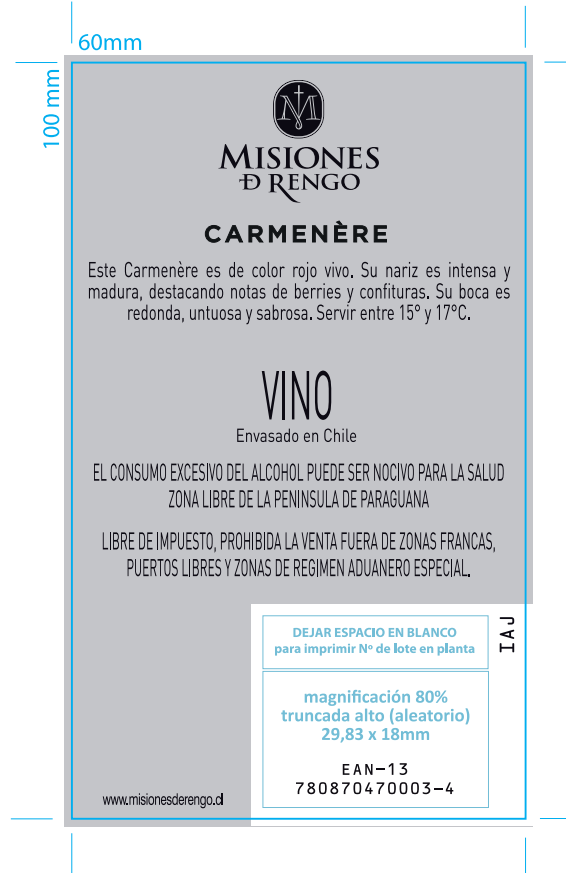 60mm
100 mm
M
MISIONES
Đ RENGO
CARMENÈRE
Este Carmenère es de color rojo vivo. Su nariz es intensa y
madura, destacando notas de berries y confituras. Su boca es
redonda, untuosa y sabrosa. Servir entre 15° y 17°C.
VINO
Envasado en Chile
EL CONSUMO EXCESIVO DEL ALCOHOL PUEDE SER NOCIVO PARA LA SALUD
ZONA LIBRE DE LA PENINSULA DE PARAGUANA
LIBRE DE IMPUESTO, PROHIBIDA LA VENTA FUERA DE ZONAS FRANCAS,
PUERTOS LIBRES Y ZONAS DE REGIMEN ADUANERO ESPECIAL.
DEJAR ESPACIO EN BLANCO
para imprimir Nº de lote en planta
IAJ
magnificación 80%
truncada alto (aleatorio)
29,83 x 18mm
EAN-13
780870470003-4
www.misionesderengo.cl